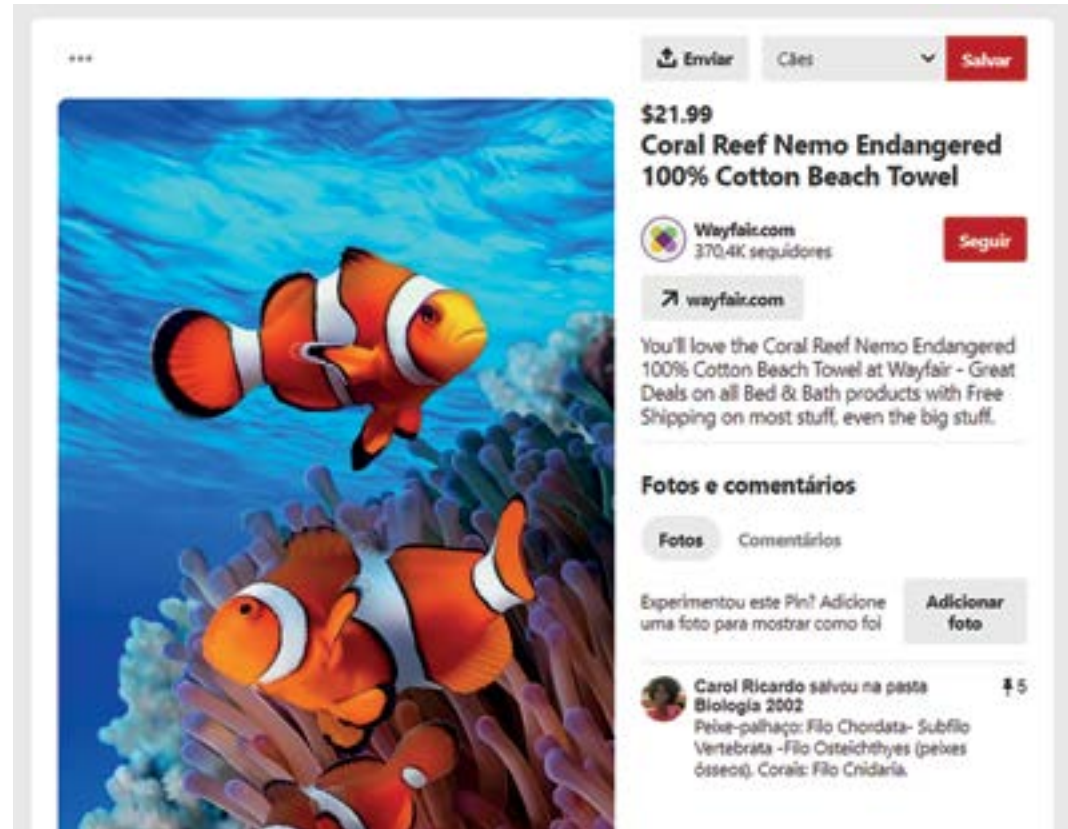 Enviar
Cães
Salvar
$21.99
Coral Reef Nemo Endangered
100% Cotton Beach Towel
Wayfair.com
370,4K seguidores
Seguir
wayfair.com
You'll love the Coral Reef Nemo Endangered
100% Cotton Beach Towel at Wayfair - Great
Deals on all Bed & Bath products with Free
Shipping on most stuff, even the big stuff.
Fotos e comentários
Fotos
Comentários
Experimentou este Pin? Adicione
uma foto para mostrar como foi
Adicionar
foto
Carol Ricardo salvou na pasta
5
Biologia 2002
Peixe-palhaço: Filo Chordata- Subfilo
Vertebrata -Filo Osteichthyes (peixes
ósseos). Corais: Filo Cnidaria.